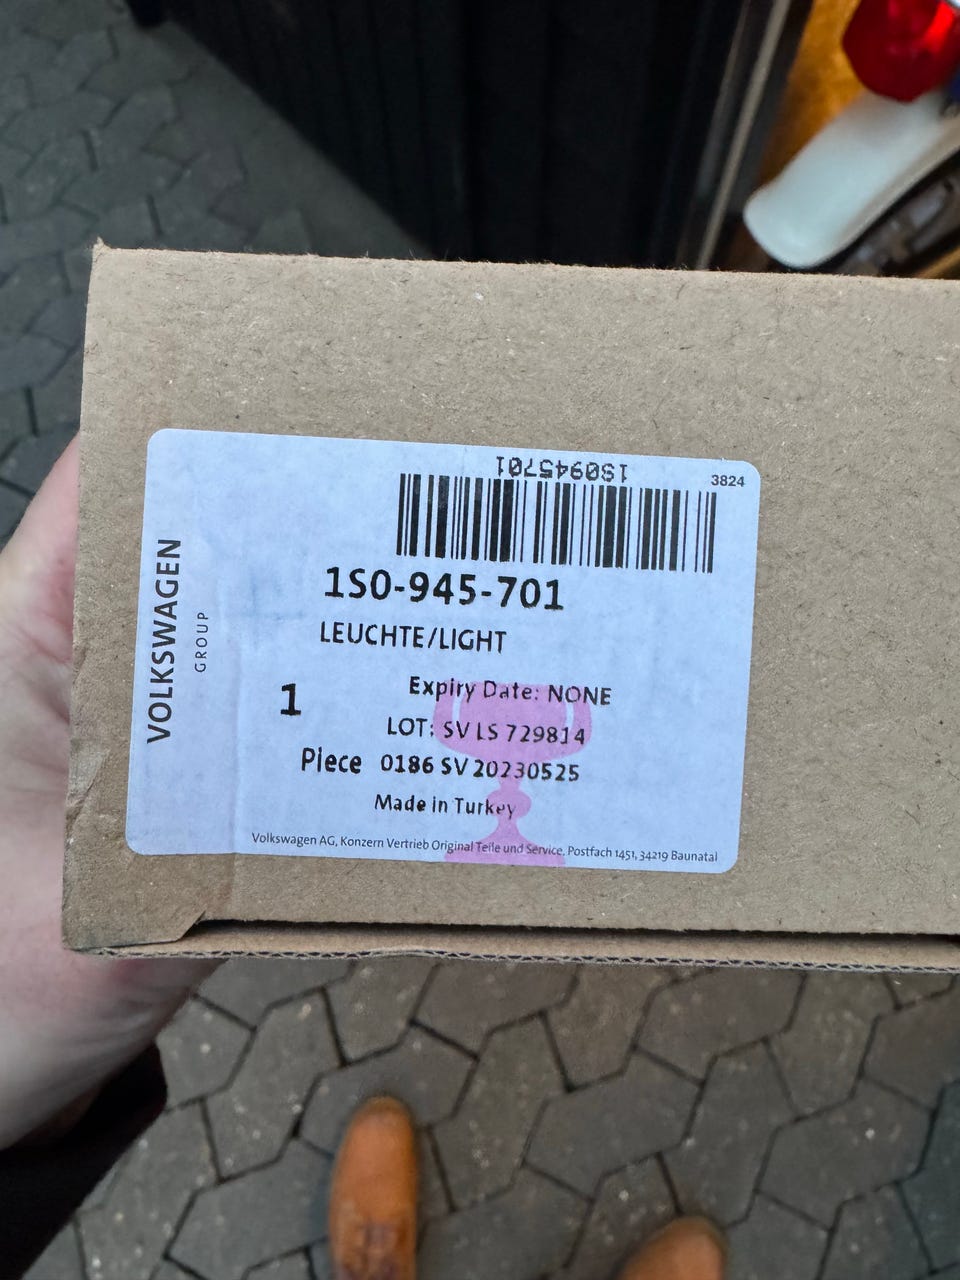 1S0945701
3824
1S0-945-701
LEUCHTE/LIGHT
1
Expiry Date: NONE
LOT: SV LS 729814
Piece 0186 SV 20230525
Made in Turkey
Volkswagen AG, Konzern Vertrieb Original Teile und Service, Postfach 1451, 34219 Baunatal
VOLKSWAGEN
GROUP